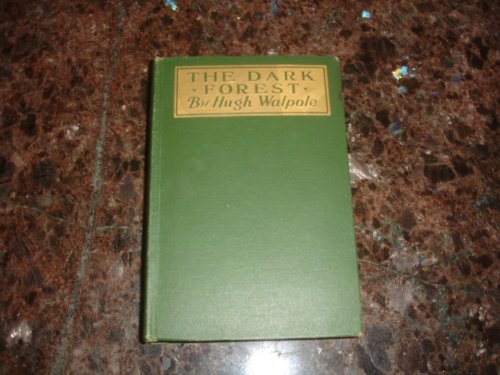 THE DARK
· FOREST ·
By Hugh Walpole